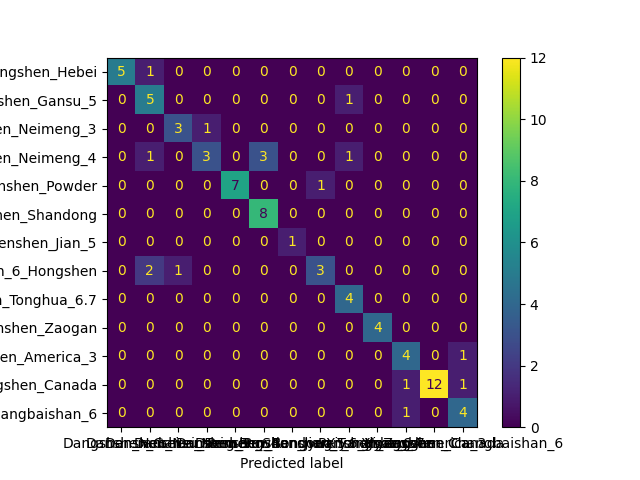 ngshen_Hebei 5 1 0 0 0 0 0 0 0 0 0 0 0
shen_Gansu_5 0 5 0 0 0 0 0 0 1 0 0 0 0
en_Neimeng_3 0 0 3 1 0 0 0 0 0 0 0 0 0
en_Neimeng_4 0 1 0 3 0 3 0 0 1 0 0 0 0
nshen_Powder 0 0 0 0 7 0 0 1 0 0 0 0 0
hen_Shandong 0 0 0 0 0 8 0 0 0 0 0 0 0
enshen_Jian_5 0 0 0 0 0 0 1 0 0 0 0 0 0
n_6_Hongshen 0 2 1 0 0 0 0 3 0 0 0 0 0
_Tonghua_6.7 0 0 0 0 0 0 0 0 4 0 0 0 0
nshen_Zaogan 0 0 0 0 0 0 0 0 0 4 0 0 0
en_America_3 0 0 0 0 0 0 0 0 0 0 4 0 1
gshen_Canada 0 0 0 0 0 0 0 0 0 0 1 12 1
angbaishan_6 0 0 0 0 0 0 0 0 0 0 1 0 4
Predicted label
12
10
8
6
4
2
0